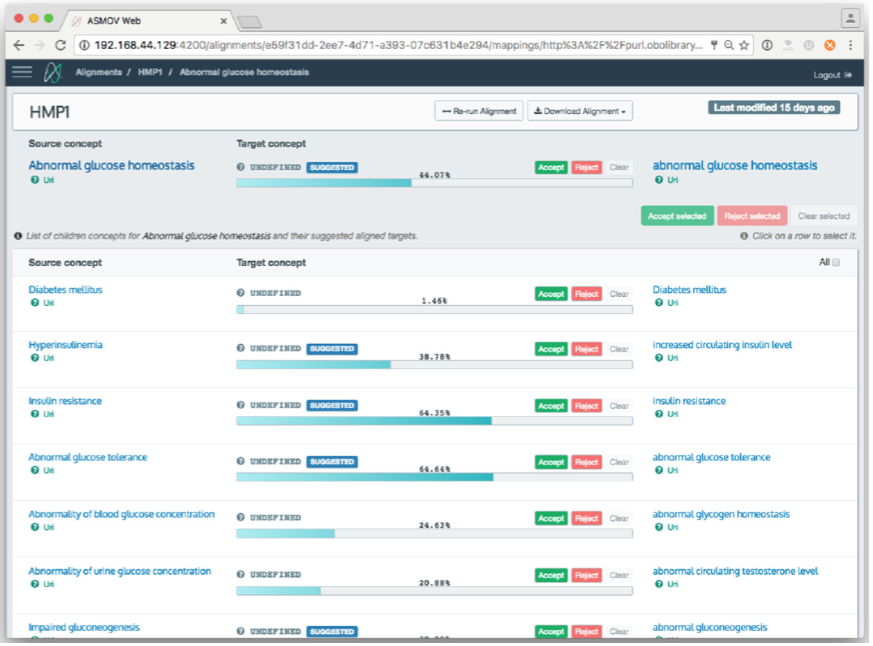 ASMOV Web
192.168.44.129:4200/alignments/e59f31dd-2ee7-4d71-a393-07c631b4e294/mappings/http%3A%2F%2Fpurl.obolibrary...
Alignments / HMP1 / Abnormal glucose homeostasis
Logout
HMP1
Re-run Alignment
Download Alignment
Last modified 15 days ago
Source concept
Target concept
Abnormal glucose homeostasis
UNDEFINED SUGGESTED
44.07%
Accept Reject Clear
abnormal glucose homeostasis
Uri
Uri
Accept selected Reject selected Clear selected
List of children concepts for Abnormal glucose homeostasis and their suggested aligned targets.
Click on a row to select it.
Source concept
Target concept
All
Diabetes mellitus
UNDEFINED
1.46%
Accept Reject Clear
Diabetes mellitus
Uri
Uri
Hyperinsulinemia
UNDEFINED SUGGESTED
38.78%
Accept Reject Clear
increased circulating insulin level
Uri
Uri
Insulin resistance
UNDEFINED SUGGESTED
64.35%
Accept Reject Clear
insulin resistance
Uri
Uri
Abnormal glucose tolerance
UNDEFINED SUGGESTED
64.64%
Accept Reject Clear
abnormal glucose tolerance
Uri
Uri
Abnormality of blood glucose concentration
UNDEFINED
24.63%
Accept Reject Clear
abnormal glycogen homeostasis
Uri
Uri
Abnormality of urine glucose concentration
UNDEFINED
20.88%
Accept Reject Clear
abnormal circulating testosterone level
Uri
Uri
Impaired gluconeogenesis
UNDEFINED SUGGESTED
Accept Reject Clear
abnormal gluconeogenesis